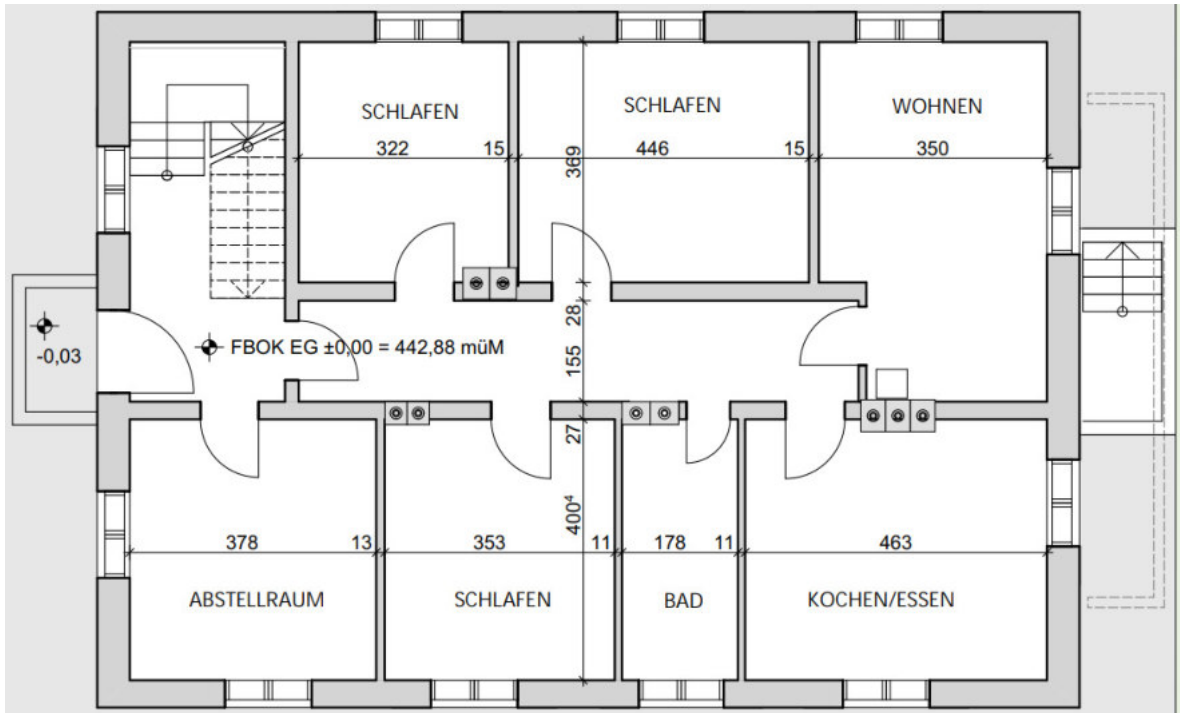 SCHLAFEN
SCHLAFEN
WOHNEN
322
15
369
446
15
350
28
-0,03
FBOK EG ±0,00 = 442,88 müM
155
27
400⁴
378
13
353
11
178
11
463
ABSTELLRAUM
SCHLAFEN
BAD
KOCHEN/ESSEN